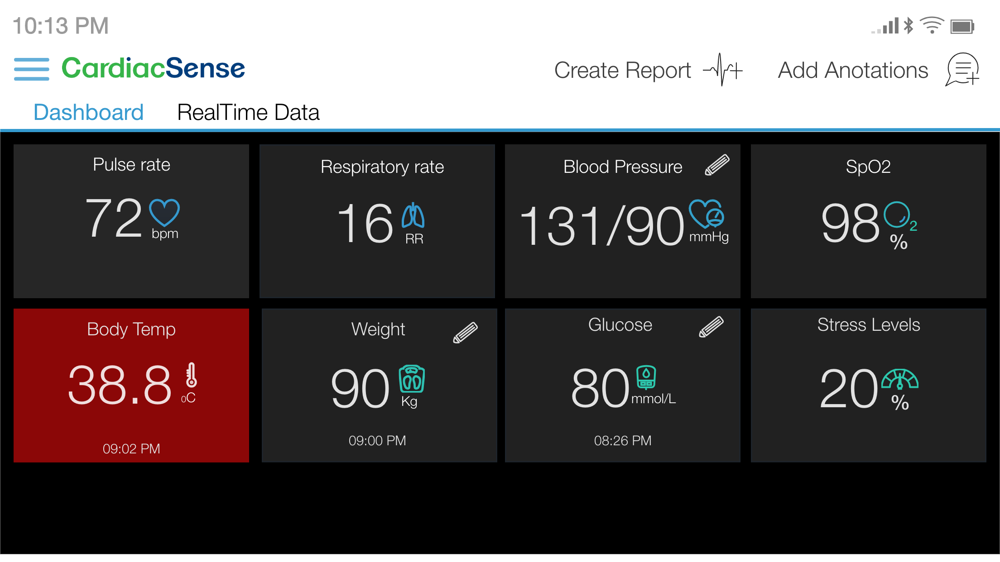 10:13 PM
CardiacSense
Create Report
Add Anotations
Dashboard
RealTime Data
Pulse rate
72
bpm
Respiratory rate
16
RR
Blood Pressure
131/90
mmHg
SpO2
98
2
%
Body Temp
38.8
0C
09:02 PM
Weight
90
Kg
09:00 PM
Glucose
80
mmol/L
08:26 PM
Stress Levels
20
%